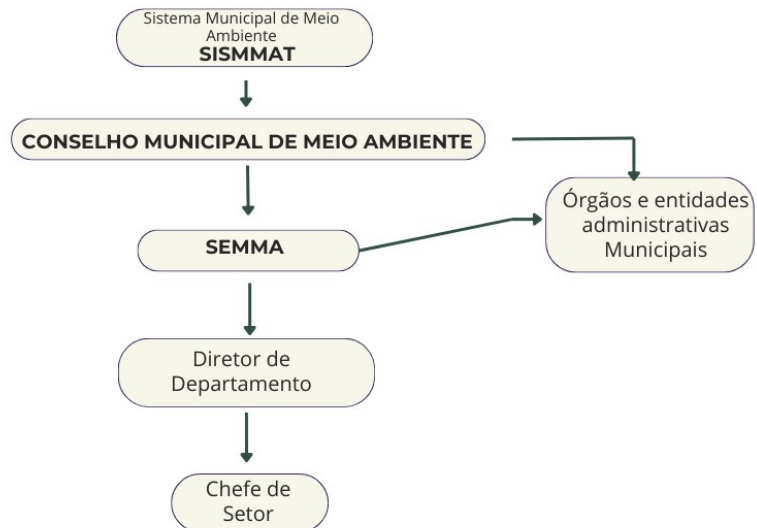 Sistema Municipal de Meio
Ambiente
SISMMAT
CONSELHO MUNICIPAL DE MEIO AMBIENTE
Órgãos e entidades
administrativas
Municipais
SEMMA
Diretor de
Departamento
Chefe de
Setor